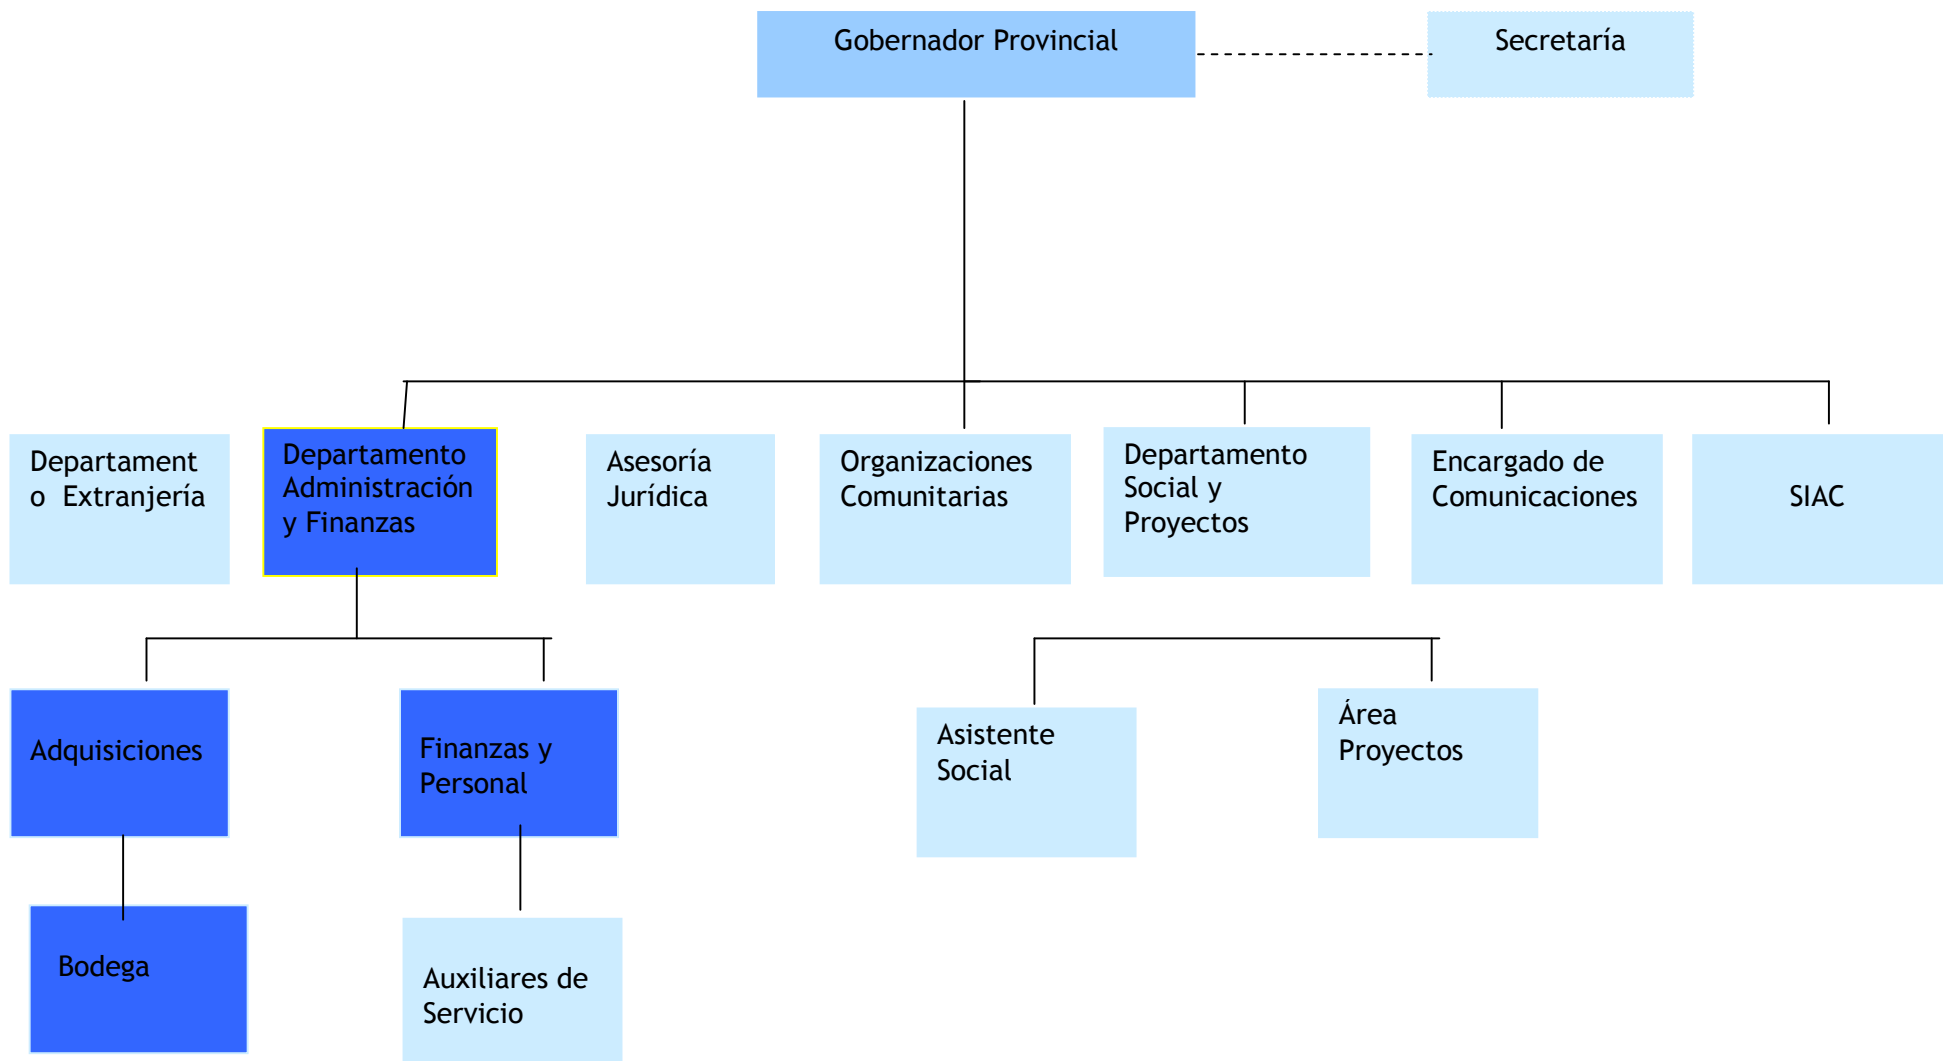 Gobernador Provincial
Secretaría
Departament
o  Extranjería
Departamento
Administración
y Finanzas
Asesoría
Jurídica
Organizaciones
Comunitarias
Departamento
Social y
Proyectos
Encargado de
Comunicaciones
SIAC
Adquisiciones
Finanzas y
Personal
Asistente
Social
Área
Proyectos
Bodega
Auxiliares de
Servicio